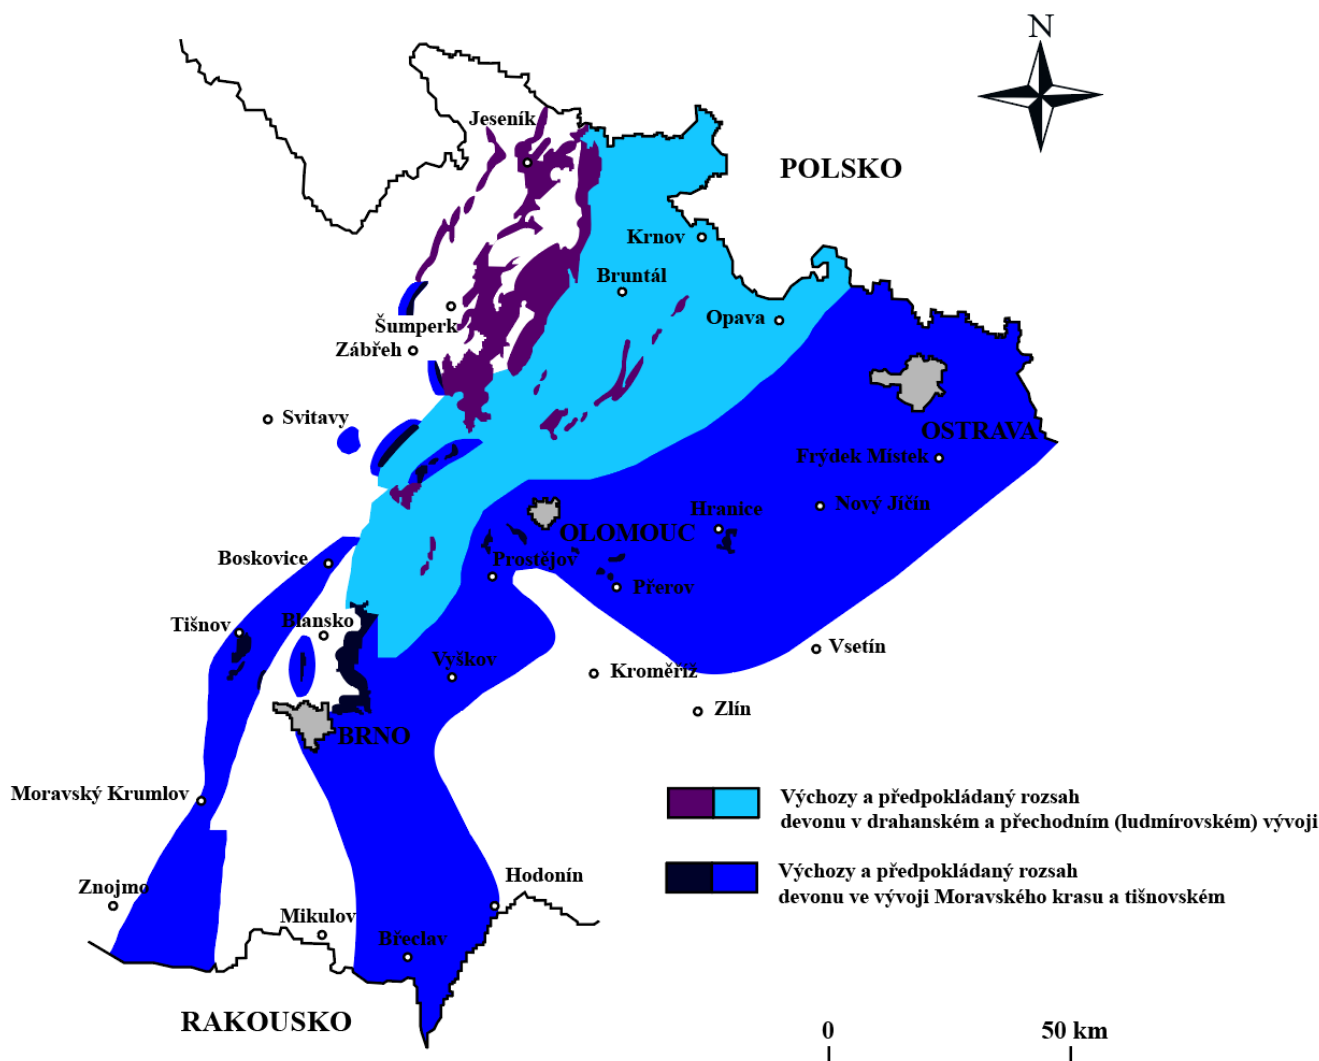 N
Jeseník
POLSKO
Krnov
Bruntál
Opava
Šumperk
Zábřeh
Svitavy
OSTRAVA
Frýdek Místek
Hranice
Nový Jíčín
OLOMOUC
Boskovice
Prostějov
Přerov
Tišnov
Blansko
Vsetín
Vyškov
Kroměříž
Zlín
BRNO
Moravský Krumlov
Výchozy a předpokládaný rozsah
devonu v drahanském a přechodním (ludmírovském) vývoji
Výchozy a předpokládaný rozsah
devonu ve vývoji Moravského krasu a tišnovském
Hodonín
Znojmo
Mikulov
Břeclav
RAKOUSKO
0 50 km